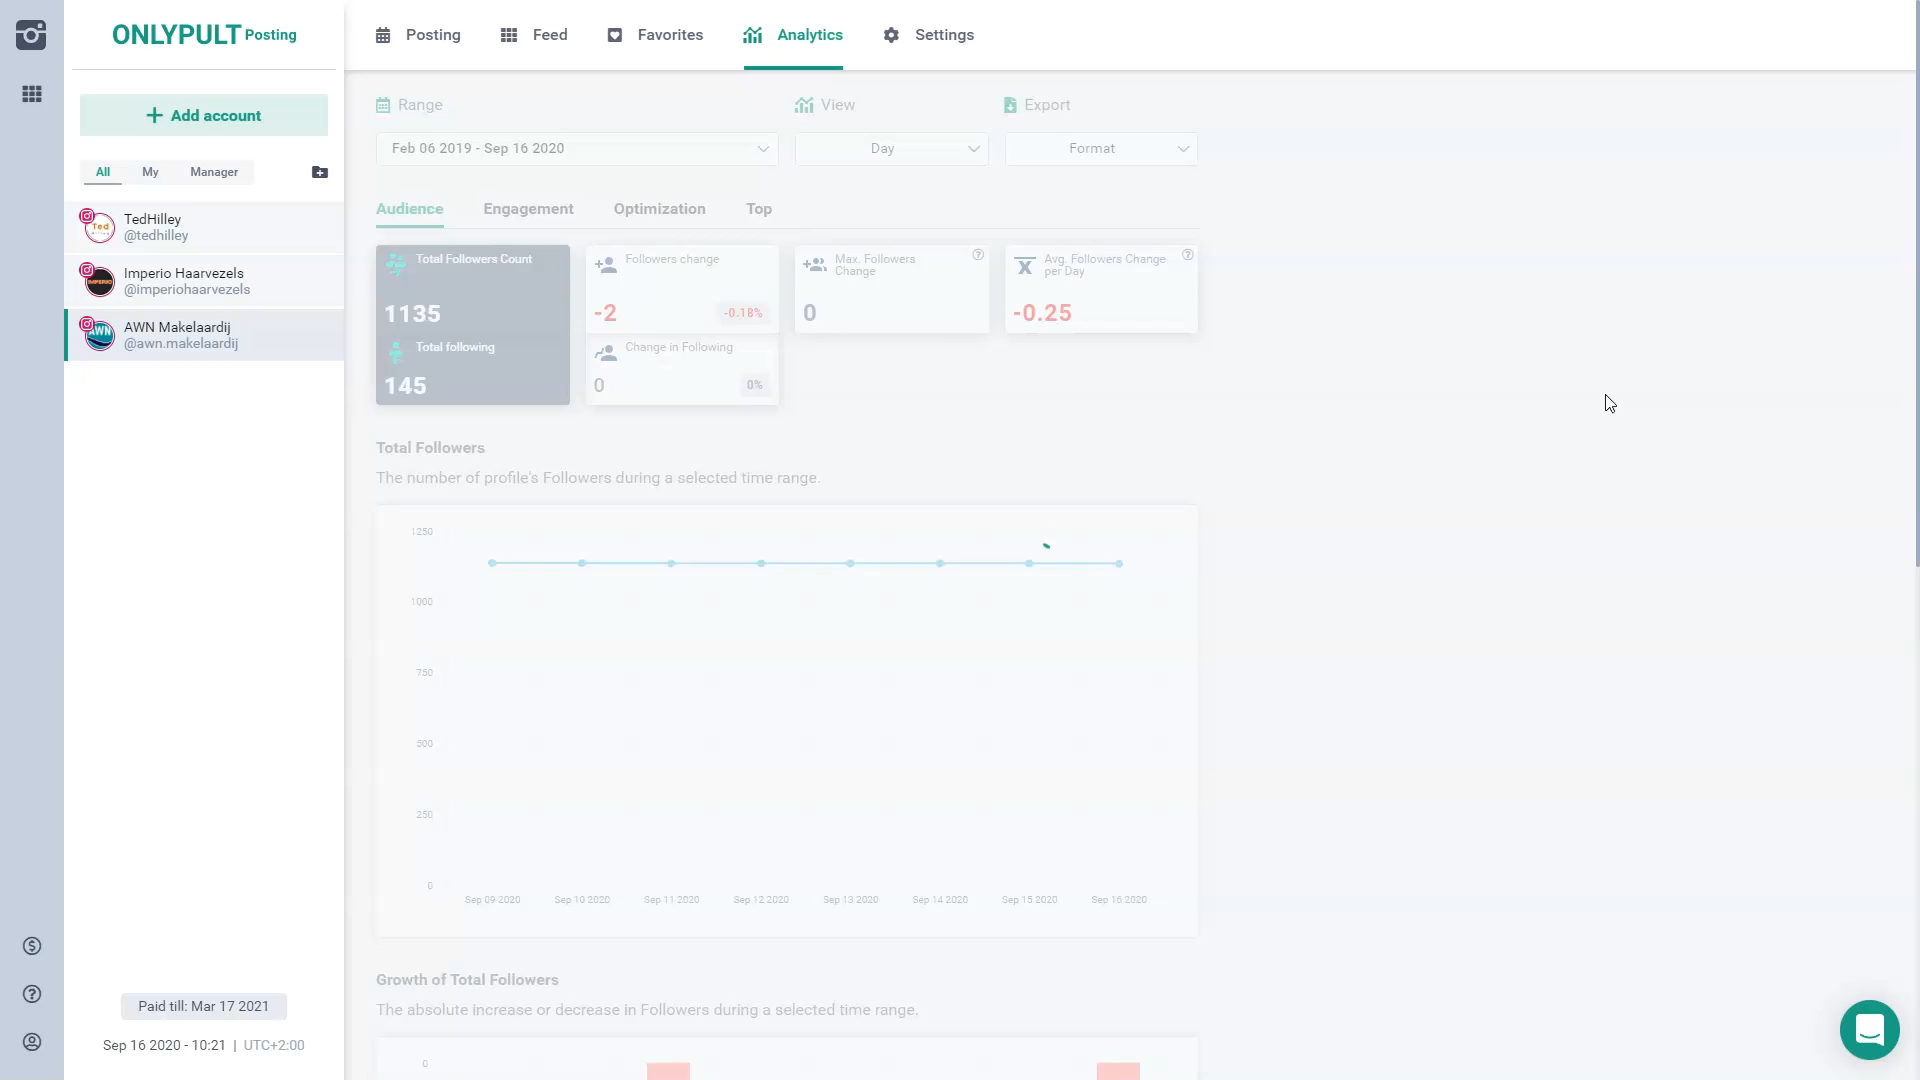 ONLYPULT Posting
Posting
Feed
Favorites
Analytics
Settings
Add account
All
My
Manager
TedHilley
@tedhilley
Imperio Haarvezels
@imperiohaarvezels
AWN Makelaardij
@awn.makelaardij
Paid till: Mar 17 2021
Sep 16 2020 - 10:21 | UTC+2:00
Range
View
Export
Feb 06 2019 - Sep 16 2020
Day
Format
Audience
Engagement
Optimization
Top
Total Followers Count
1135
Total following
145
Followers change
-2
-0.18%
Change in Following
0
0%
Max. Followers
Change
0
Avg. Followers Change
per Day
-0.25
Total Followers
The number of profile's Followers during a selected time range.
1250
1000
750
500
250
0
Sep 09 2020
Sep 10 2020
Sep 11 2020
Sep 12 2020
Sep 13 2020
Sep 14 2020
Sep 15 2020
Sep 16 2020
Growth of Total Followers
The absolute increase or decrease in Followers during a selected time range.
0